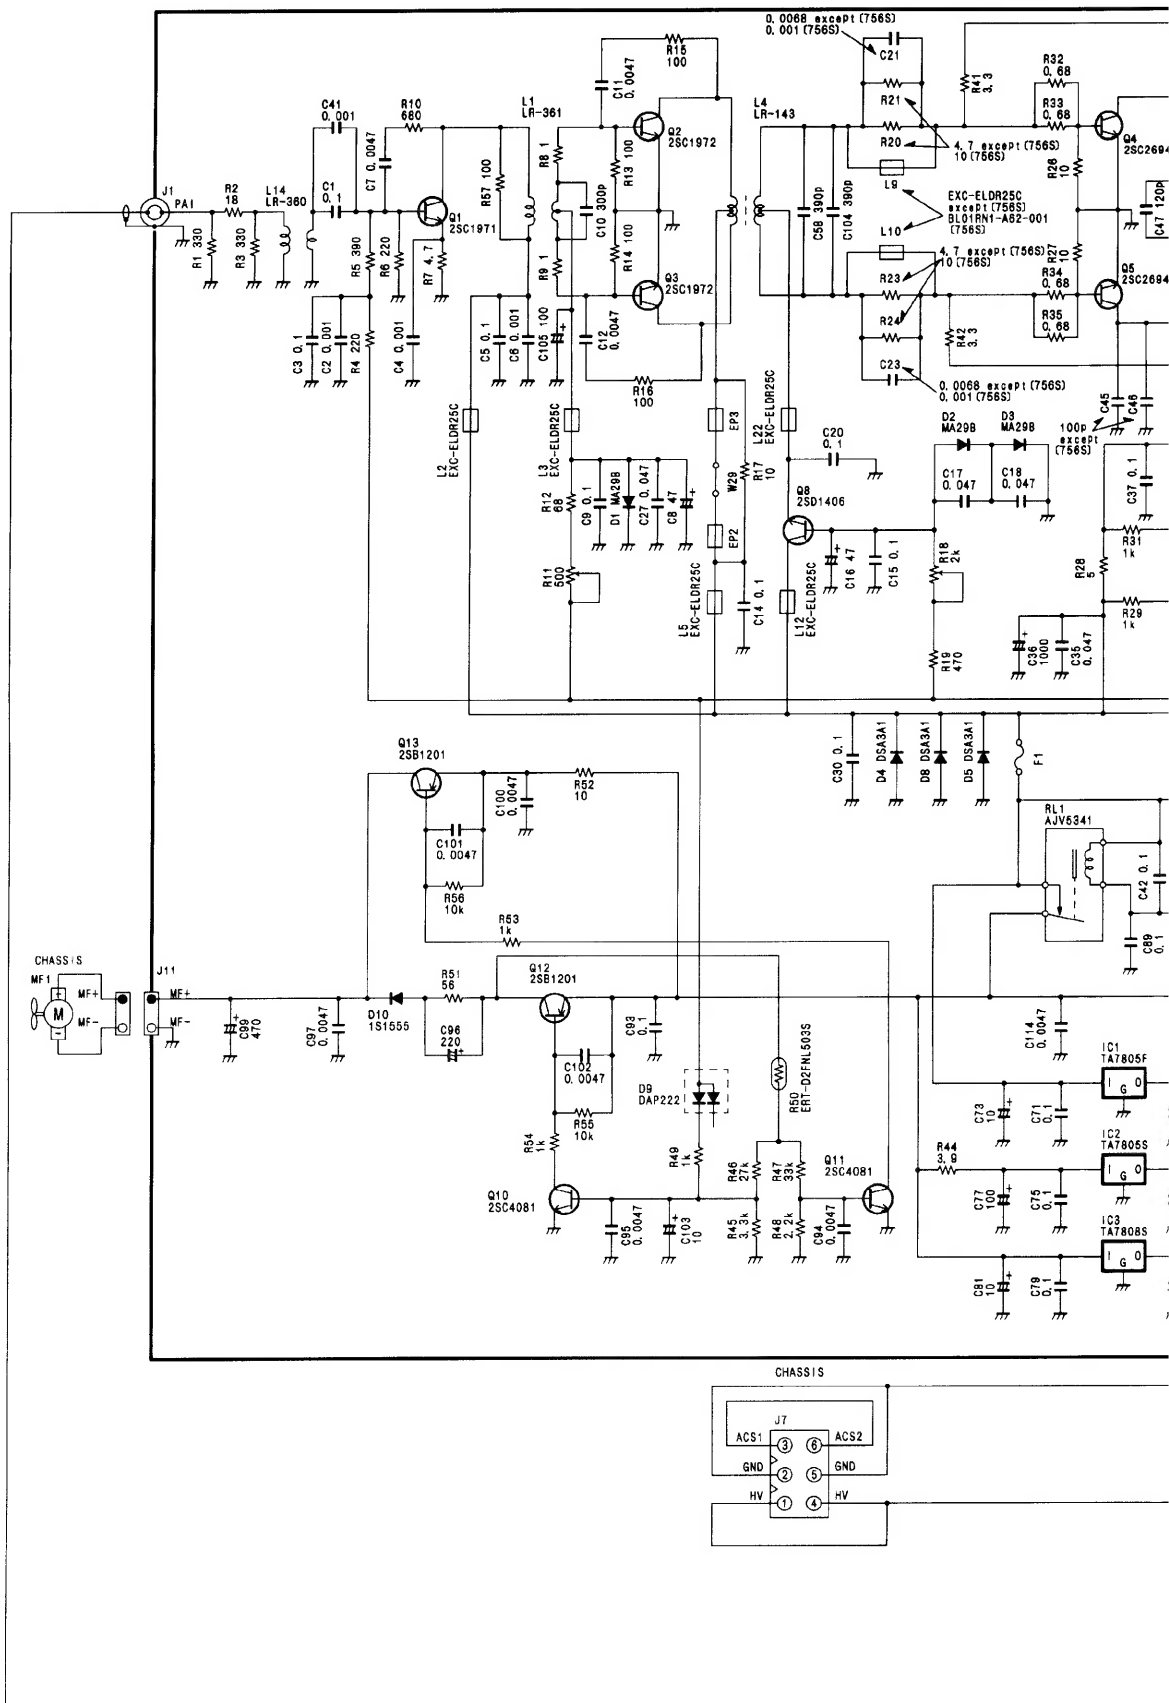 0.0068 except (756S)
0.001 (756S)
C21
R15
100
C11
0.0047
R41
3.3
R32
0.68
R33
0.68
C41
0.001
R10
680
L1
LR-361
L4
LR-143
R21
R20
4.7 except (756S)
10 (756S)
Q2
2SC1972
Q4
2SC2694
C7 0.0047
R57 100
R8 1
R13 100
C10 300p
R26
10
L9
EXC-ELDR25C
except (756S)
BL01RN1-A62-001
(756S)
L10
C58 390p
C104 390p
C47 120p
J1
PAI
R2
18
L14
LR-360
C1
0.1
Q1
2SC1971
R1 330
R3 330
R5 390
R6 220
R7 4.7
R9 1
R14 100
Q3
2SC1972
4.7 except (756S)
10 (756S)
R23
R24
R27
10
R34
0.68
R35
0.68
Q5
2SC2694
R42
3.3
C23
0.0068 except (756S)
0.001 (756S)
C3 0.1
C2 0.001
R4 220
C4 0.001
C5 0.1
C6 0.001
C105 100
+
C12
0.0047
R16
100
L2
EXC-ELDR25C
L3
EXC-ELDR25C
EP3
L22
EXC-ELDR25C
C20
0.1
D2
MA29B
D3
MA29B
100p
except
(756S)
C45
C46
R12
68
C9 0.1
D1 MA29B
C27 0.047
C8 47
+
W29
R17
10
Q8
2SD1406
C17
0.047
C18
0.047
C37 0.1
R31
1k
R28
5
R29
1k
R11
500
EP2
L5
EXC-ELDR25C
C14 0.1
L12
EXC-ELDR25C
C16 47
+
C15 0.1
R18
2k
R19
470
C36
1000
+
C35
0.047
Q13
2SB1201
C100
0.0047
R52
10
C30 0.1
D4 DSA3A1
D8 DSA3A1
D5 DSA3A1
F1
RL1
AJV5341
C42 0.1
C89
0.1
C101
0.0047
R56
10k
R53
1k
CHASSIS
MF1
M
+
-
MF+
MF-
J11
MF+
MF-
C99
470
+
C97
0.0047
D10
1S1555
R51
56
C96
220
+
Q12
2SB1201
C93
0.1
C102
0.0047
R55
10k
R54
1k
D9
DAP222
R50
ERT-D2FNL503S
C114
0.0047
IC1
TA7805F
I
G
O
C73
10
+
C71
0.1
R49
1k
R46
27k
R47
33k
Q11
2SC4081
R44
3.9
IC2
TA7805S
I
G
O
C77
100
+
C75
0.1
Q10
2SC4081
C95
0.0047
C103
10
+
R45
3.3k
R48
2.2k
C94
0.0047
IC3
TA7808S
I
G
O
C81
10
+
C79
0.1
CHASSIS
J7
ACS1 3 6 ACS2
GND 2 5 GND
HV 1 4 HV